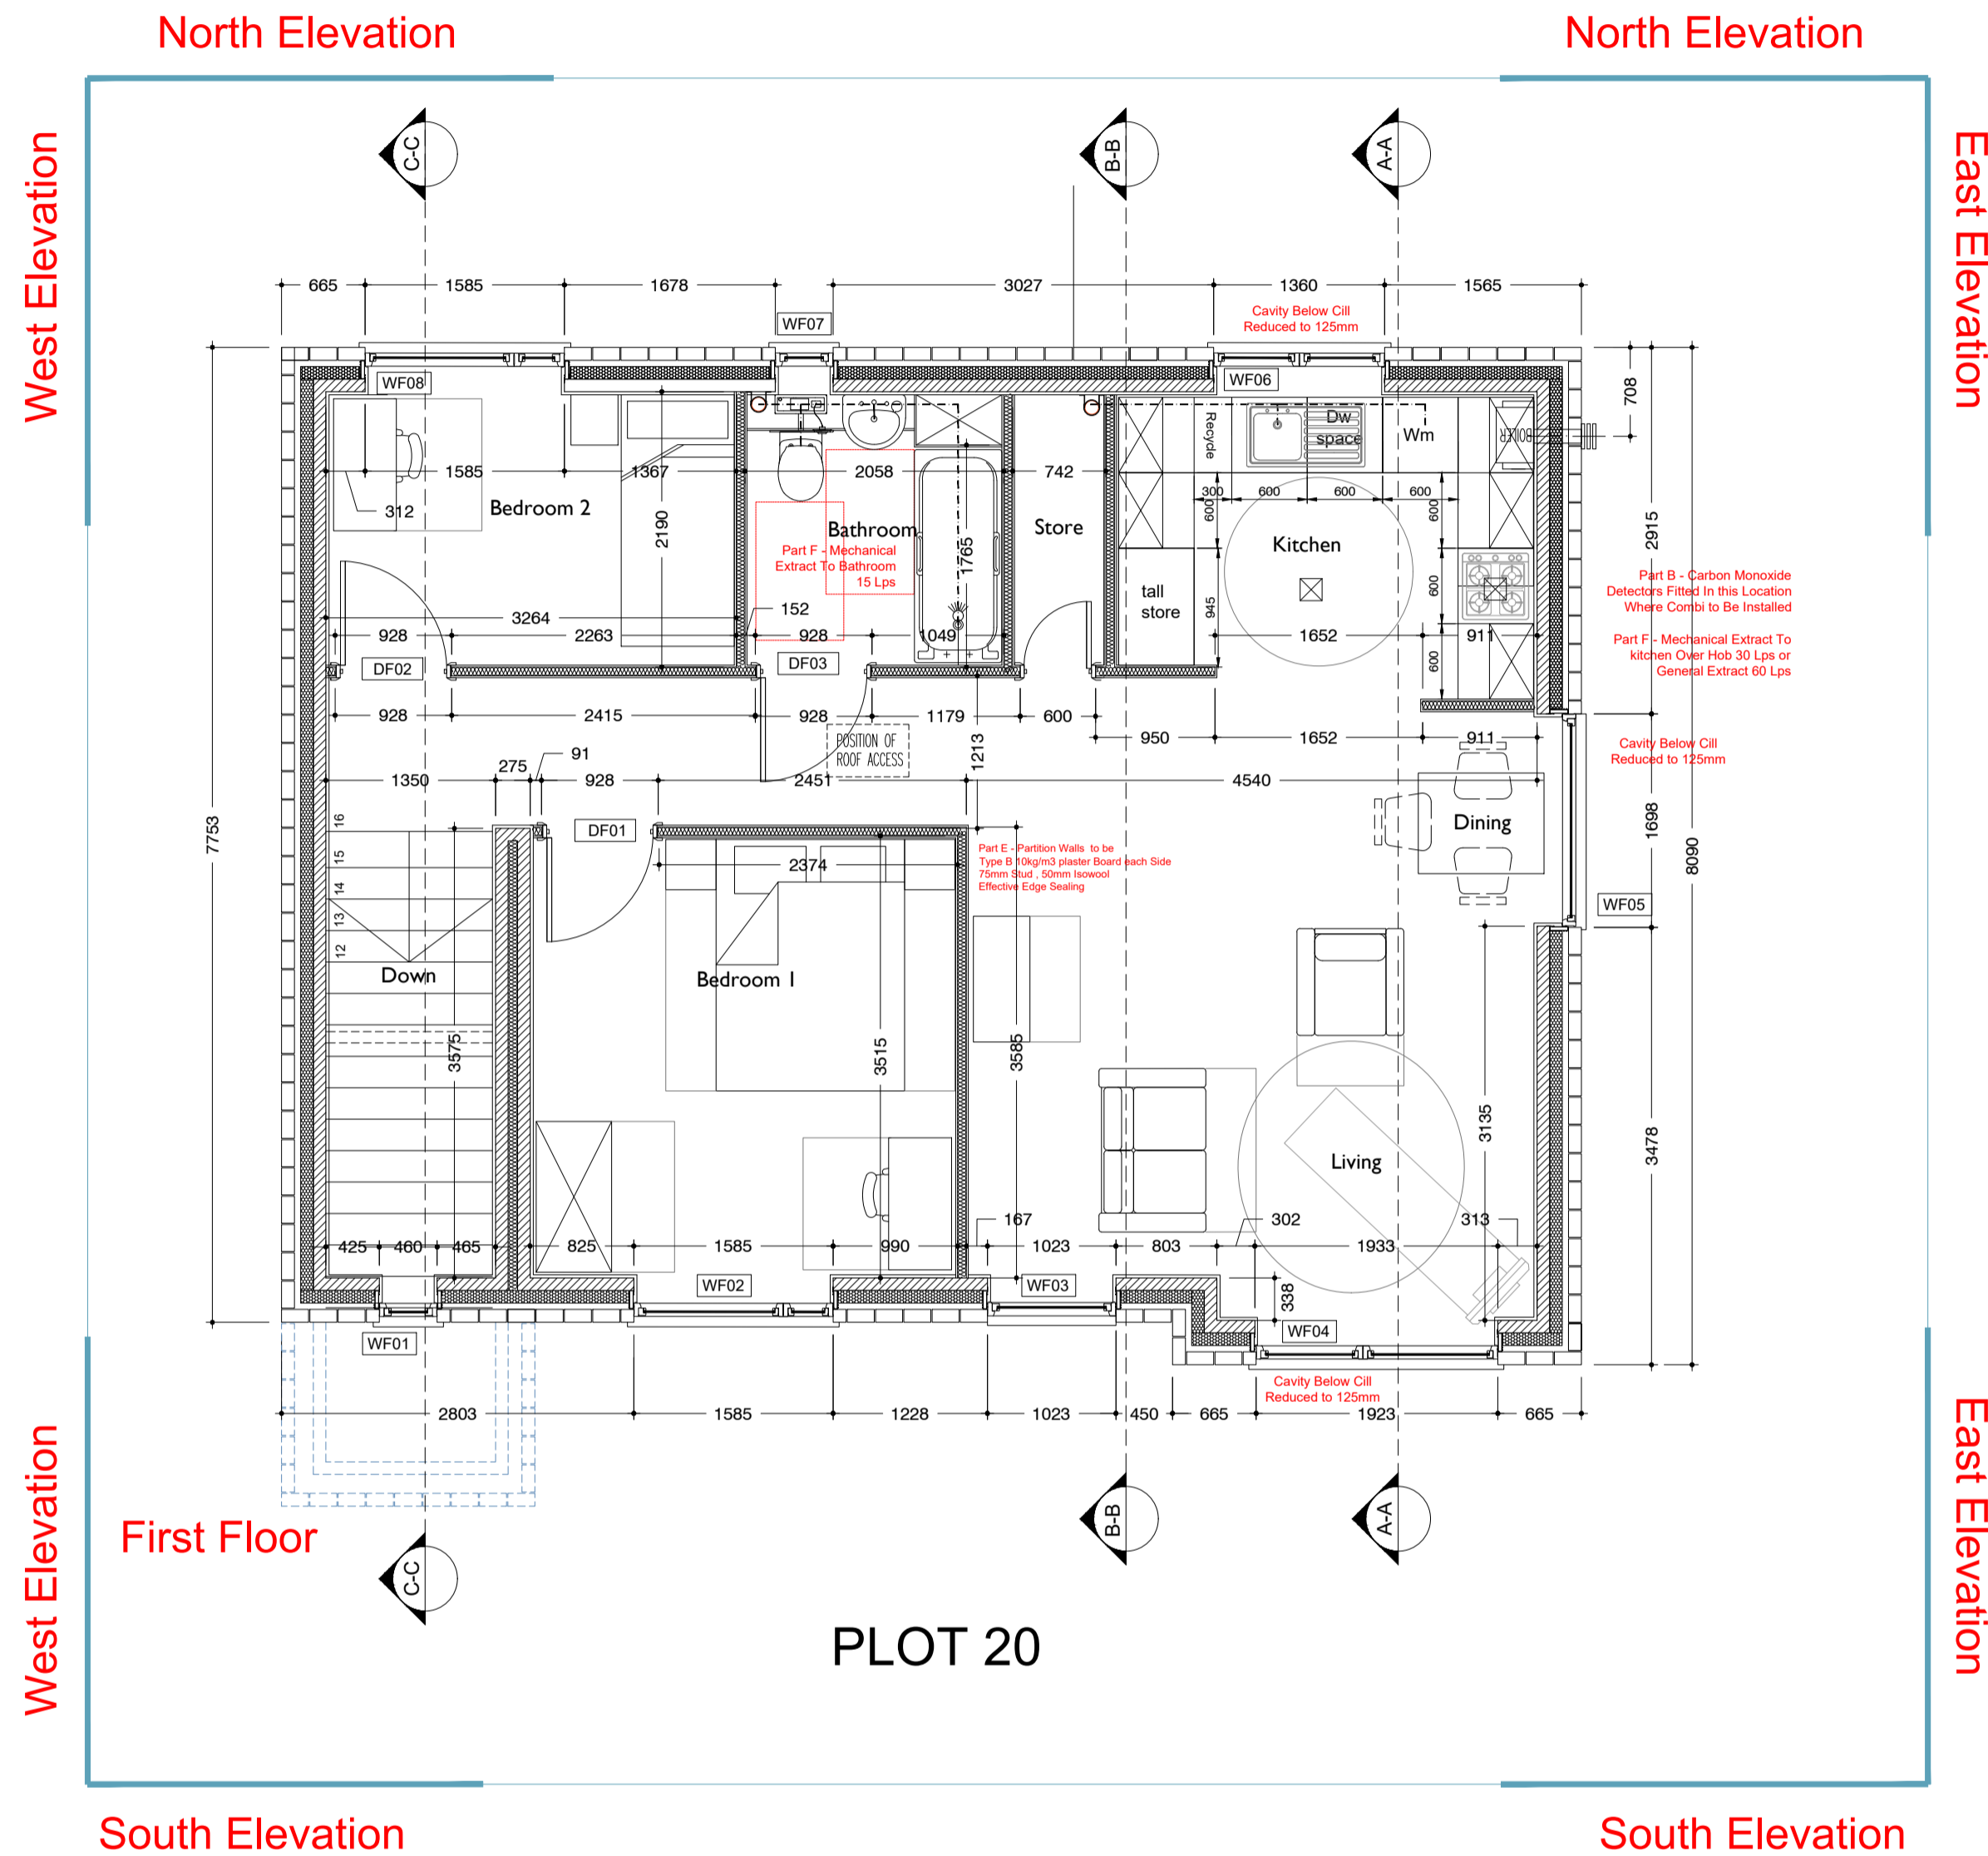 North Elevation
North Elevation
West Elevation
East Elevation
C-C
B-B
A-A
665
1585
1678
3027
1360
1565
Cavity Below Cill
Reduced to 125mm
WF07
WF08
WF06
708
Recycle
Dw
space
Wm
BOILER
1585
1367
2058
742
312
Bedroom 2
2190
Bathroom
Part F - Mechanical
Extract To Bathroom
15 Lps
1765
Store
300
600
600
600
600
600
Kitchen
2915
tall
store
945
600
Part B - Carbon Monoxide
Detectors Fitted In this Location
Where Combi to Be Installed
Part F - Mechanical Extract To
kitchen Over Hob 30 Lps or
General Extract 60 Lps
3264
152
928
2263
928
1049
1652
911
600
DF02
DF03
928
2415
928
1179
600
950
1652
911
POSITION OF
ROOF ACCESS
1213
Cavity Below Cill
Reduced to 125mm
275
91
1350
928
2451
4540
7753
16
15
14
13
12
DF01
Dining
1698
8090
2374
Part E - Partition Walls to be
Type B 10kg/m3 plaster Board each Side
75mm Stud , 50mm Isowool
Effective Edge Sealing
WF05
Down
Bedroom 1
3575
3515
3585
3135
3478
Living
167
302
313
425
460
465
825
1585
990
1023
803
1933
WF02
WF03
338
WF01
WF04
Cavity Below Cill
Reduced to 125mm
2803
1585
1228
1023
450
665
1923
665
West Elevation
East Elevation
First Floor
C-C
B-B
A-A
PLOT 20
South Elevation
South Elevation